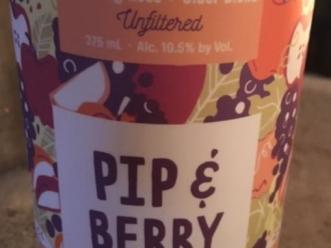 Unfiltered
375 mL · Alc. 10.5% by Vol.
PIP &
BERRY